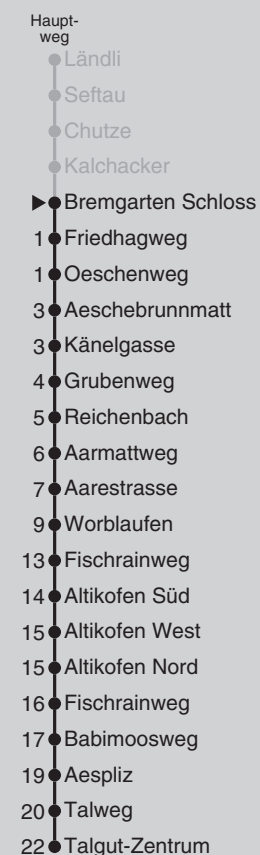 Haupt-
weg
Ländli
Seftau
Chutze
Kalchacker
Bremgarten Schloss
1 Friedhagweg
1 Oeschenweg
3 Aeschebrunnmatt
3 Känelgasse
4 Grubenweg
5 Reichenbach
6 Aarmattweg
7 Aarestrasse
9 Worblaufen
13 Fischrainweg
14 Altikofen Süd
15 Altikofen West
15 Altikofen Nord
16 Fischrainweg
17 Babimoosweg
19 Aespliz
20 Talweg
22 Talgut-Zentrum